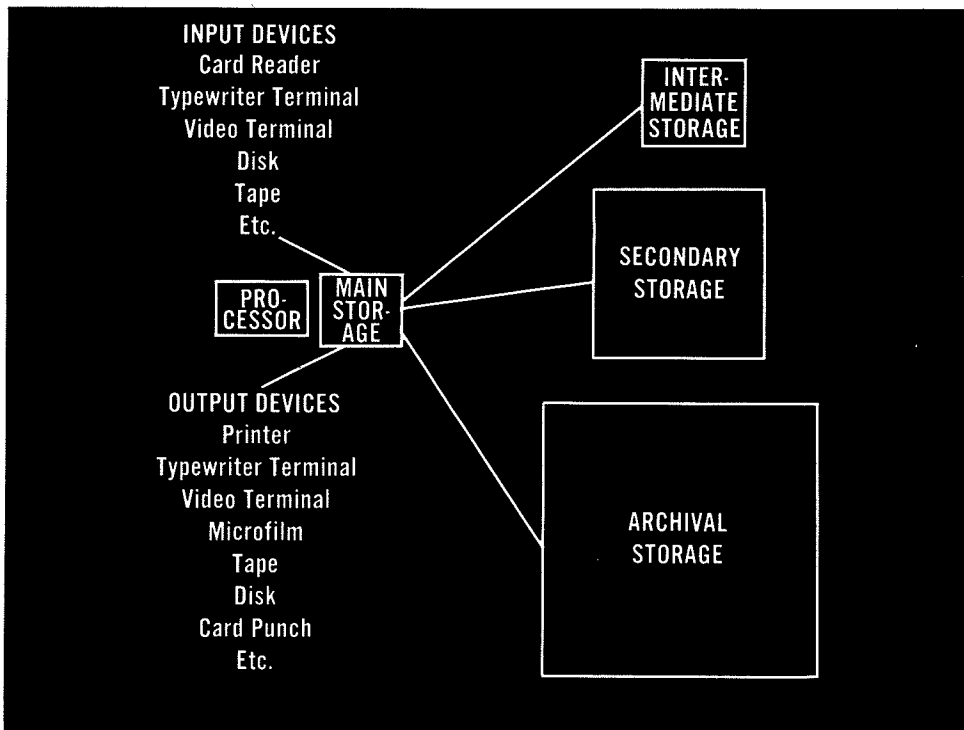 INPUT DEVICES
Card Reader
Typewriter Terminal
Video Terminal
Disk
Tape
Etc.
PRO-
CESSOR
MAIN
STOR-
AGE
OUTPUT DEVICES
Printer
Typewriter Terminal
Video Terminal
Microfilm
Tape
Disk
Card Punch
Etc.
INTER-
MEDIATE
STORAGE
SECONDARY
STORAGE
ARCHIVAL
STORAGE